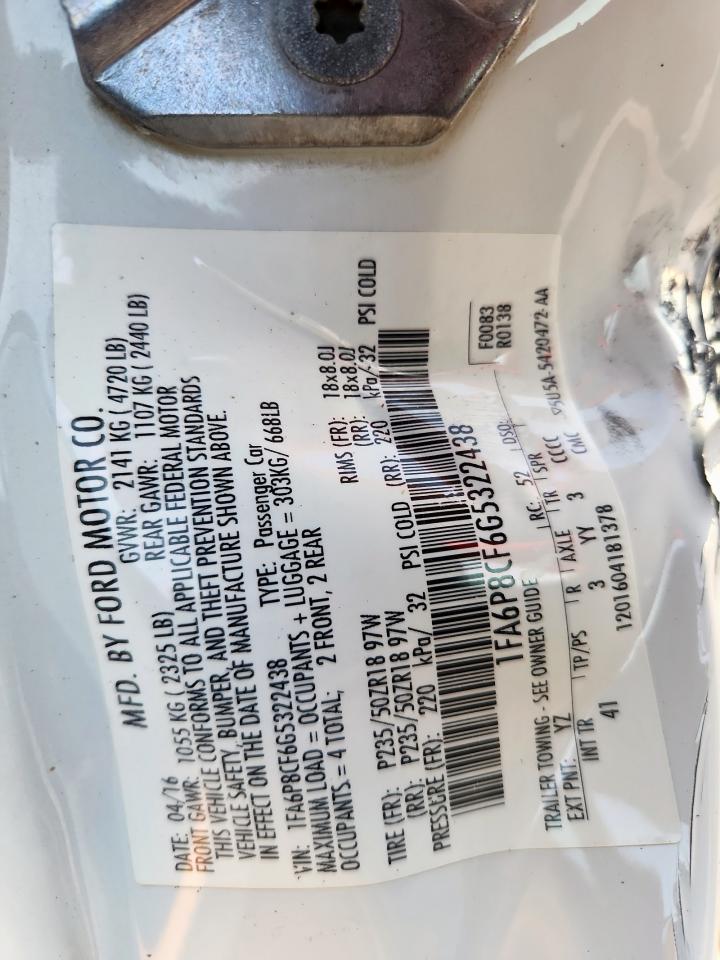 MFD. BY FORD MOTOR CO.
DATE: 04/16 GVWR: 2141 KG ( 4720 LB)
FRONT GAWR: 1055 KG ( 2325 LB) REAR GAWR: 1107 KG ( 2440 LB)
THIS VEHICLE CONFORMS TO ALL APPLICABLE FEDERAL MOTOR
VEHICLE SAFETY, BUMPER, AND THEFT PREVENTION STANDARDS
IN EFFECT ON THE DATE OF MANUFACTURE SHOWN ABOVE.
VIN: 1FA6P8CF6G5322438 TYPE: Passenger Car
MAXIMUM LOAD = OCCUPANTS + LUGGAGE = 303KG/ 668LB
OCCUPANTS = 4 TOTAL; 2 FRONT, 2 REAR
TIRE (FR): P235/50ZR18 97W RIMS (FR): 18x8.0J
(RR): P235/50ZR18 97W (RR): 18x8.0J
PRESSURE (FR): 220 kPa/ 32 PSI COLD (RR): 220 kPa/ 32 PSI COLD
1FA6P8CF6G5322438
F0083
R0138
TRAILER TOWING - SEE OWNER GUIDE RC: 52 DSO:
EXT PNT: YZ
INT TR TP/PS R AXLE TR SPR
41 3 YY 3 CCCC
CMC
1201604181378 5U5A-5420472-AA